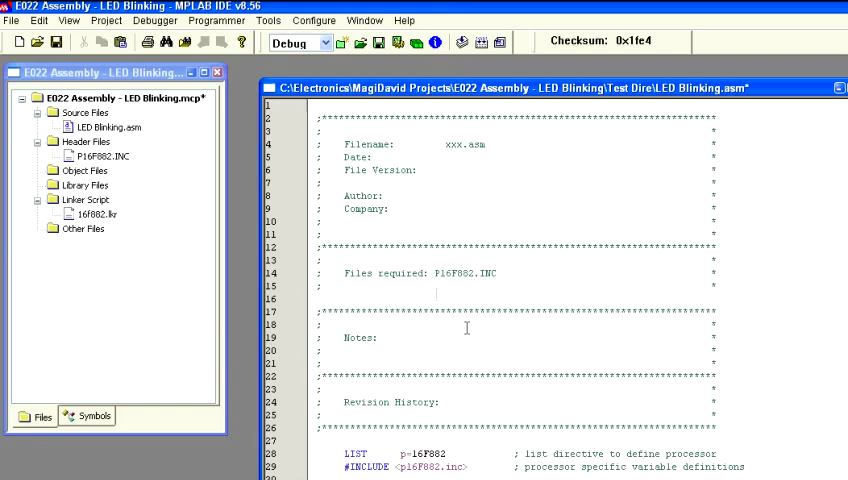 E022 Assembly - LED Blinking - MPLAB IDE v8.56
File Edit View Project Debugger Programmer Tools Configure Window Help
Debug
Checksum: 0x1fe4
E022 Assembly - LED Blinking....
E022 Assembly - LED Blinking.mcp*
Source Files
LED Blinking.asm
Header Files
P16F882.INC
Object Files
Library Files
Linker Script
16f882.lkr
Other Files
Files
Symbols
C:\Electronics\MagiDavid Projects\E022 Assembly - LED Blinking\Test Dire\LED Blinking.asm*
1
2 ;**********************************************************************
3 ; *
4 ; Filename: xxx.asm *
5 ; Date: *
6 ; File Version: *
7 ; *
8 ; Author: *
9 ; Company: *
10 ; *
11 ; *
12 ;**********************************************************************
13 ; *
14 ; Files required: P16F882.INC *
15 ; *
16
17 ;**********************************************************************
18 ; *
19 ; Notes: *
20 ; *
21 ; *
22 ;**********************************************************************
23 ; *
24 ; Revision History: *
25 ; *
26 ;**********************************************************************
27
28 LIST p=16F882 ; list directive to define processor
29 #INCLUDE <p16F882.inc> ; processor specific variable definitions
30